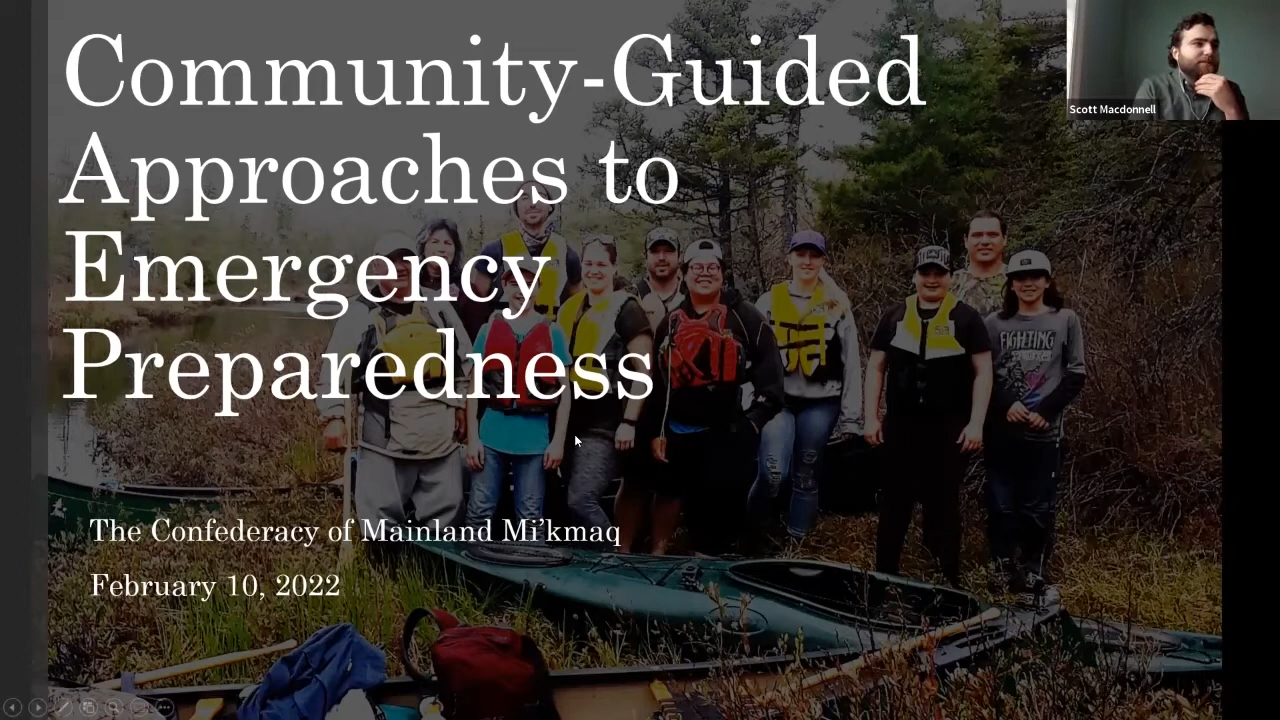 Community-Guided
Approaches to
Emergency
Preparedness
The Confederacy of Mainland Mi’kmaq
February 10, 2022
Scott Macdonnell
FIGHTING